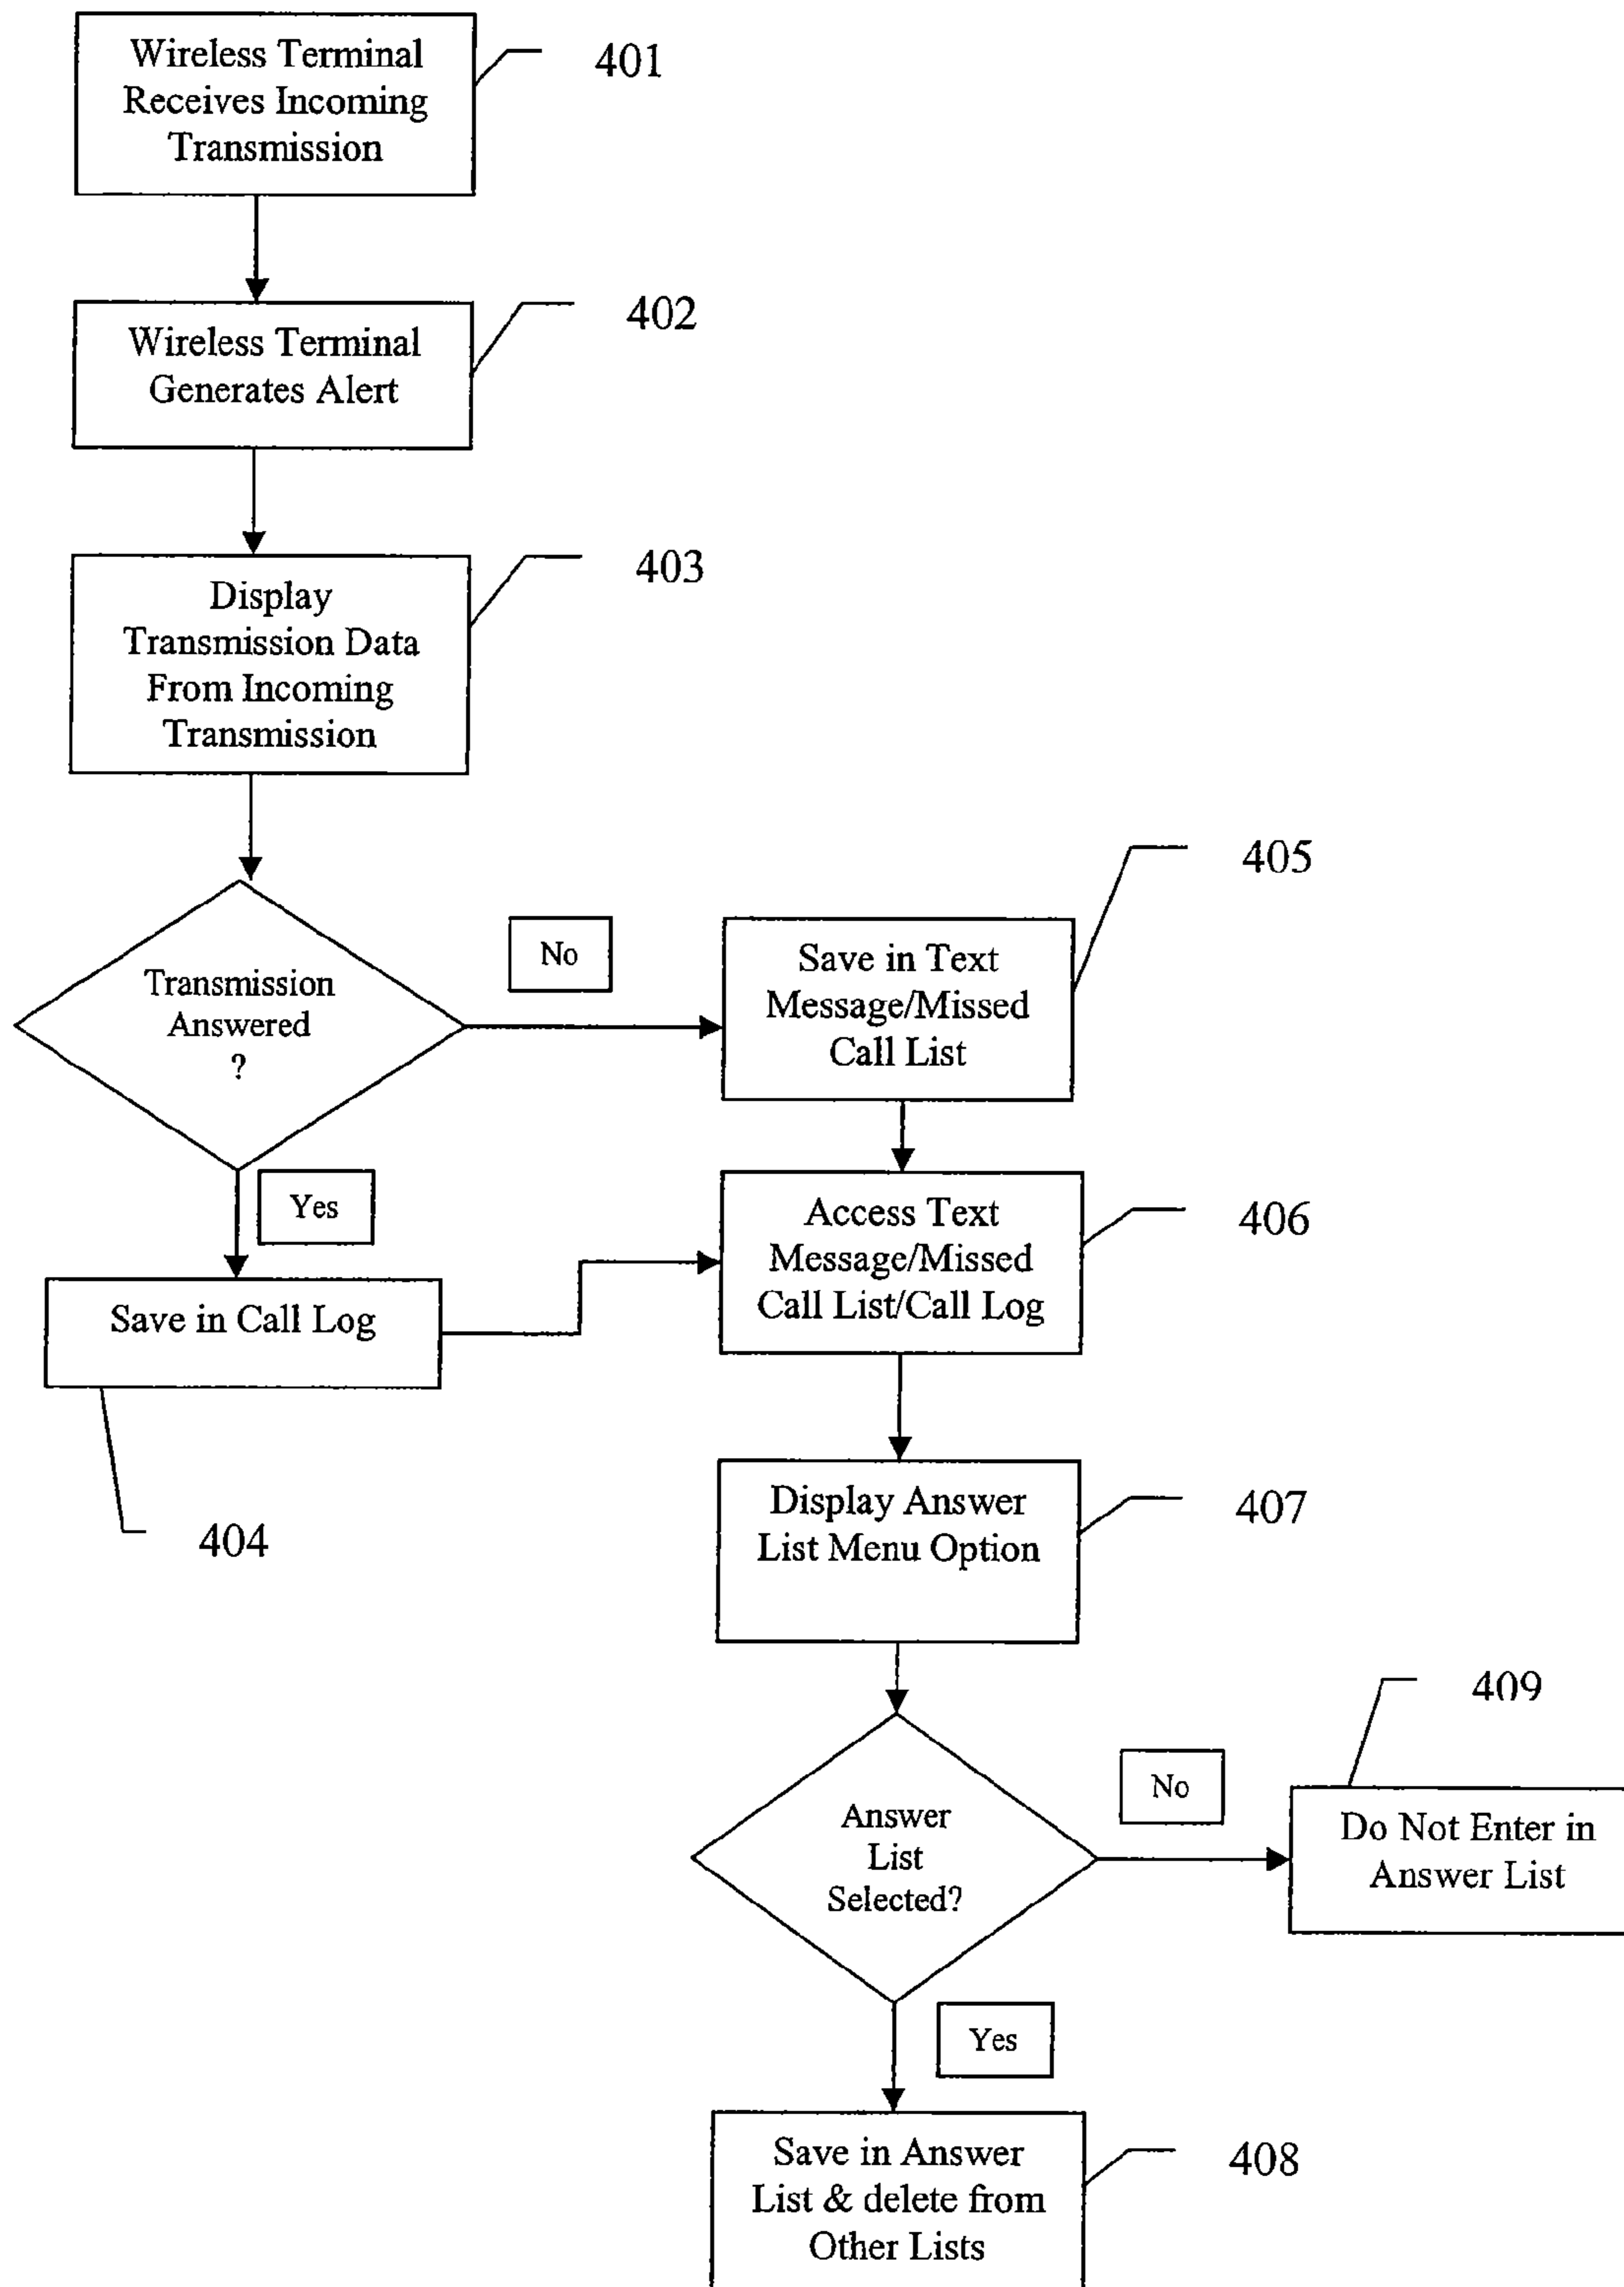 Wireless Terminal
Receives Incoming
Transmission
401
Wireless Terminal
Generates Alert
402
Display
Transmission Data
From Incoming
Transmission
403
Transmission
Answered
?
No
Save in Text
Message/Missed
Call List
405
Yes
Save in Call Log
404
Access Text
Message/Missed
Call List/Call Log
406
Display Answer
List Menu Option
407
Answer
List
Selected?
No
Do Not Enter in
Answer List
409
Yes
Save in Answer
List & delete from
Other Lists
408